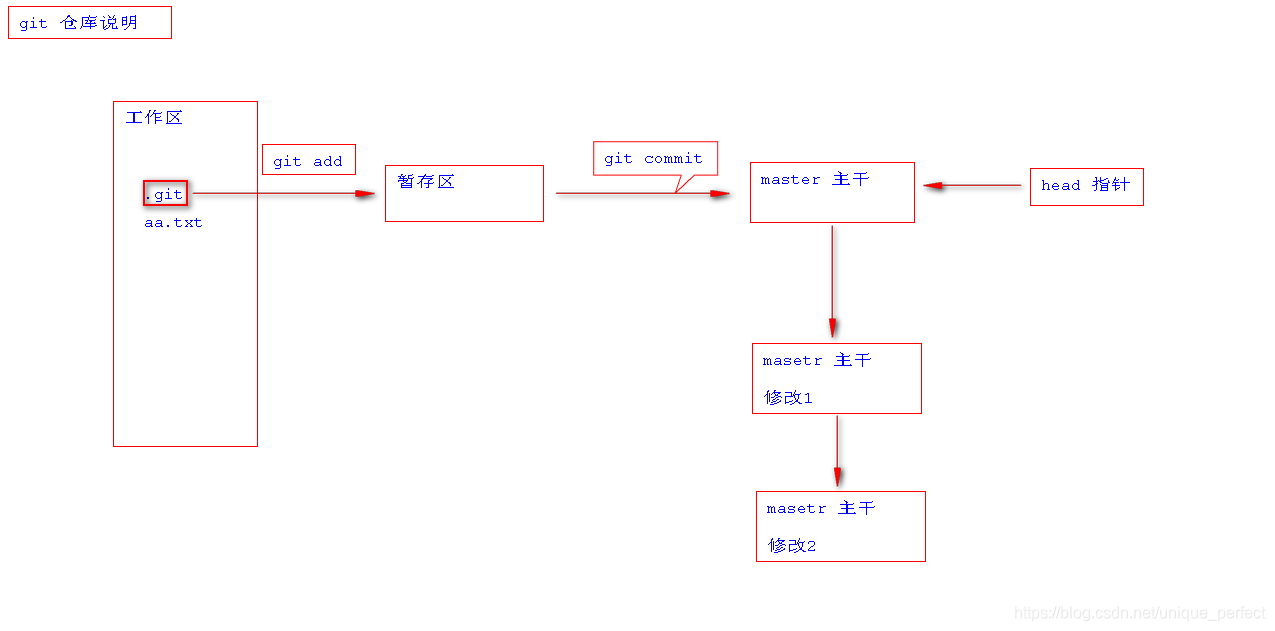 git 仓库说明
工作区
git add
git commit
.git
暂存区
master 主干
head 指针
aa.txt
masetr 主干
修改1
masetr 主干
修改2
https://blog.csdn.net/unique_perfect